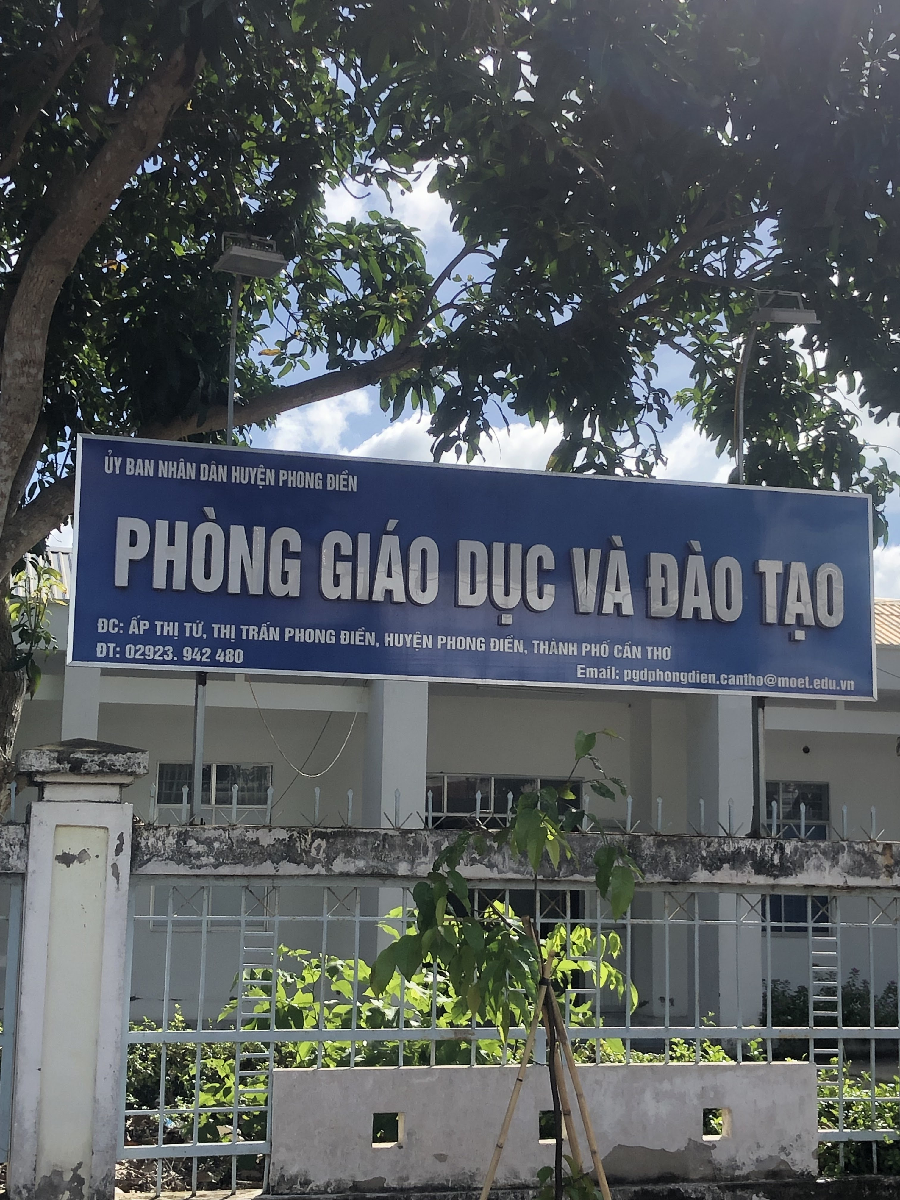 ỦY BAN NHÂN DÂN HUYỆN PHONG ĐIỀN
PHÒNG GIÁO DỤC VÀ ĐÀO TẠO
ĐC: ẤP THỊ TỨ, THỊ TRẤN PHONG ĐIỀN, HUYỆN PHONG ĐIỀN, THÀNH PHỐ CẦN THƠ
ĐT: 02923. 942 480
Email: pgdphongdien.cantho@moet.edu.vn